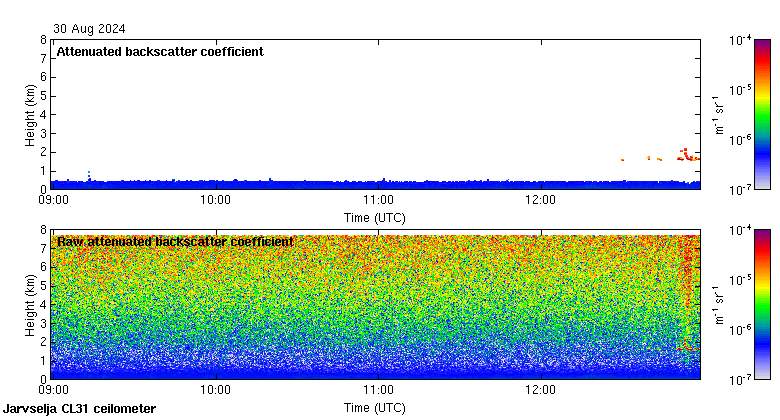 30 Aug 2024
Attenuated backscatter coefficient
8
7
6
5
4
3
2
1
0
Height (km)
09:00 10:00 11:00 12:00
Time (UTC)
10⁻⁴
10⁻⁵
10⁻⁶
10⁻⁷
m⁻¹ sr⁻¹
Raw attenuated backscatter coefficient
8
7
6
5
4
3
2
1
0
Height (km)
09:00 10:00 11:00 12:00
Time (UTC)
10⁻⁴
10⁻⁵
10⁻⁶
10⁻⁷
m⁻¹ sr⁻¹
Jarvselja CL31 ceilometer